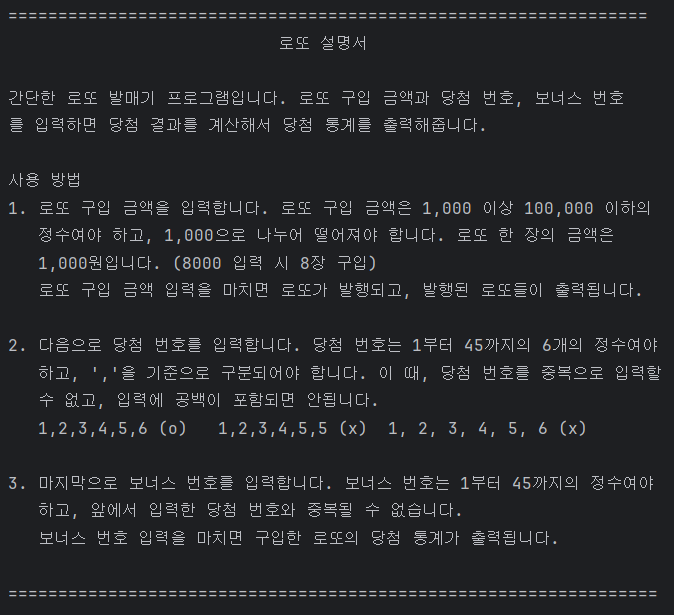 ================================================================
로또 설명서
간단한 로또 발매기 프로그램입니다. 로또 구입 금액과 당첨 번호, 보너스 번호
를 입력하면 당첨 결과를 계산해서 당첨 통계를 출력해줍니다.
사용 방법
1. 로또 구입 금액을 입력합니다. 로또 구입 금액은 1,000 이상 100,000 이하의
정수여야 하고, 1,000으로 나누어 떨어져야 합니다. 로또 한 장의 금액은
1,000원입니다. (8000 입력 시 8장 구입)
로또 구입 금액 입력을 마치면 로또가 발행되고, 발행된 로또들이 출력됩니다.
2. 다음으로 당첨 번호를 입력합니다. 당첨 번호는 1부터 45까지의 6개의 정수여야
하고, ','을 기준으로 구분되어야 합니다. 이 때, 당첨 번호를 중복으로 입력할
수 없고, 입력에 공백이 포함되면 안됩니다.
1,2,3,4,5,6 (o)   1,2,3,4,5,5 (x)  1, 2, 3, 4, 5, 6 (x)
3. 마지막으로 보너스 번호를 입력합니다. 보너스 번호는 1부터 45까지의 정수여야
하고, 앞에서 입력한 당첨 번호와 중복될 수 없습니다.
보너스 번호 입력을 마치면 구입한 로또의 당첨 통계가 출력됩니다.
=================================================================